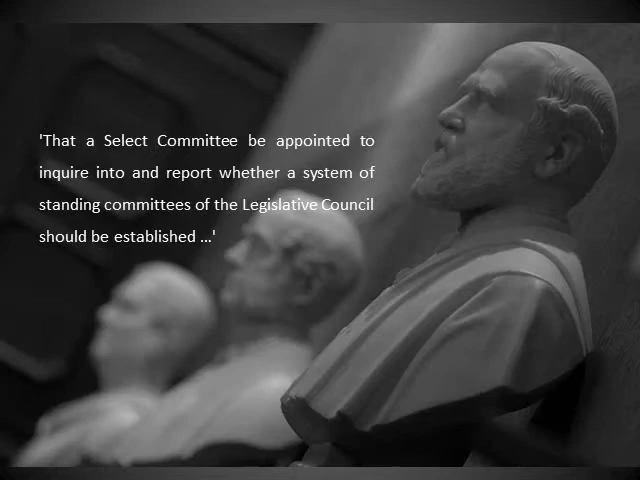 'That a Select Committee be appointed to
inquire into and report whether a system of
standing committees of the Legislative Council
should be established …'